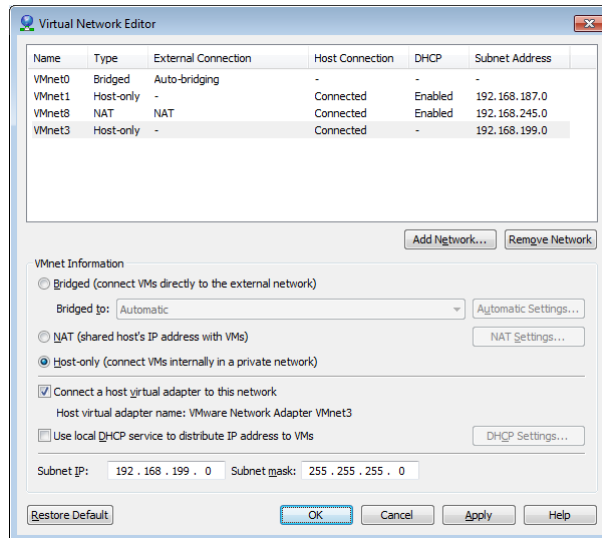 Virtual Network Editor
Name Type External Connection Host Connection DHCP Subnet Address
VMnet0 Bridged Auto-bridging - - -
VMnet1 Host-only - Connected Enabled 192.168.187.0
VMnet8 NAT NAT Connected Enabled 192.168.245.0
VMnet3 Host-only - Connected - 192.168.199.0
Add Network... Remove Network
VMnet Information
Bridged (connect VMs directly to the external network)
Bridged to: Automatic Automatic Settings...
NAT (shared host's IP address with VMs) NAT Settings...
Host-only (connect VMs internally in a private network)
Connect a host virtual adapter to this network
Host virtual adapter name: VMware Network Adapter VMnet3
Use local DHCP service to distribute IP address to VMs DHCP Settings...
Subnet IP: 192 . 168 . 199 . 0 Subnet mask: 255 . 255 . 255 . 0
Restore Default OK Cancel Apply Help